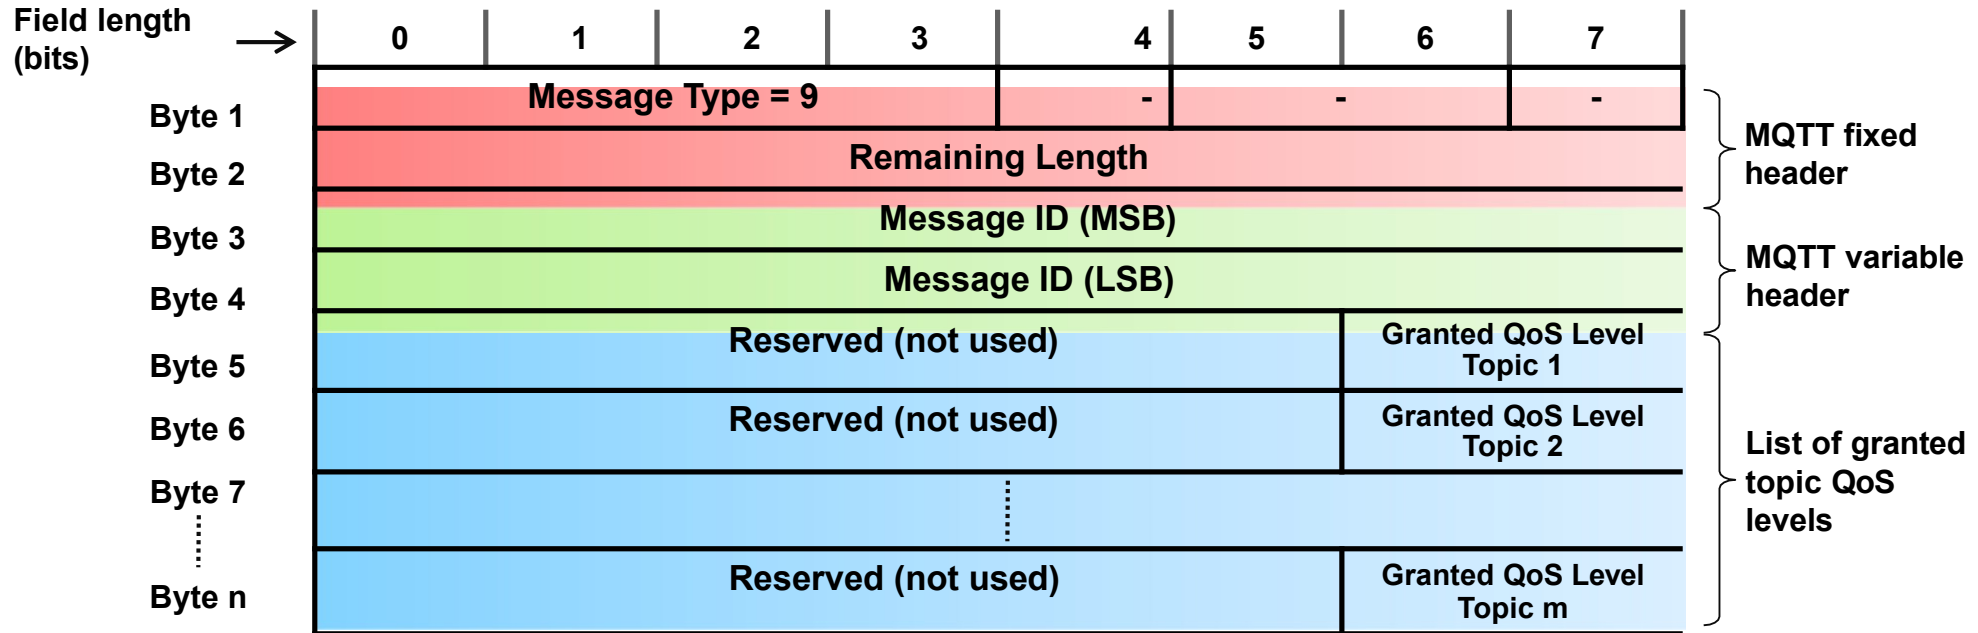 Field length
(bits)
0 1 2 3 4 5 6 7
Byte 1
Message Type = 9 - - -
Byte 2
Remaining Length
MQTT fixed
header
Byte 3
Message ID (MSB)
Byte 4
Message ID (LSB)
MQTT variable
header
Byte 5
Reserved (not used)
Granted QoS Level
Topic 1
Byte 6
Reserved (not used)
Granted QoS Level
Topic 2
Byte 7
Byte n
Reserved (not used)
Granted QoS Level
Topic m
List of granted
topic QoS
levels